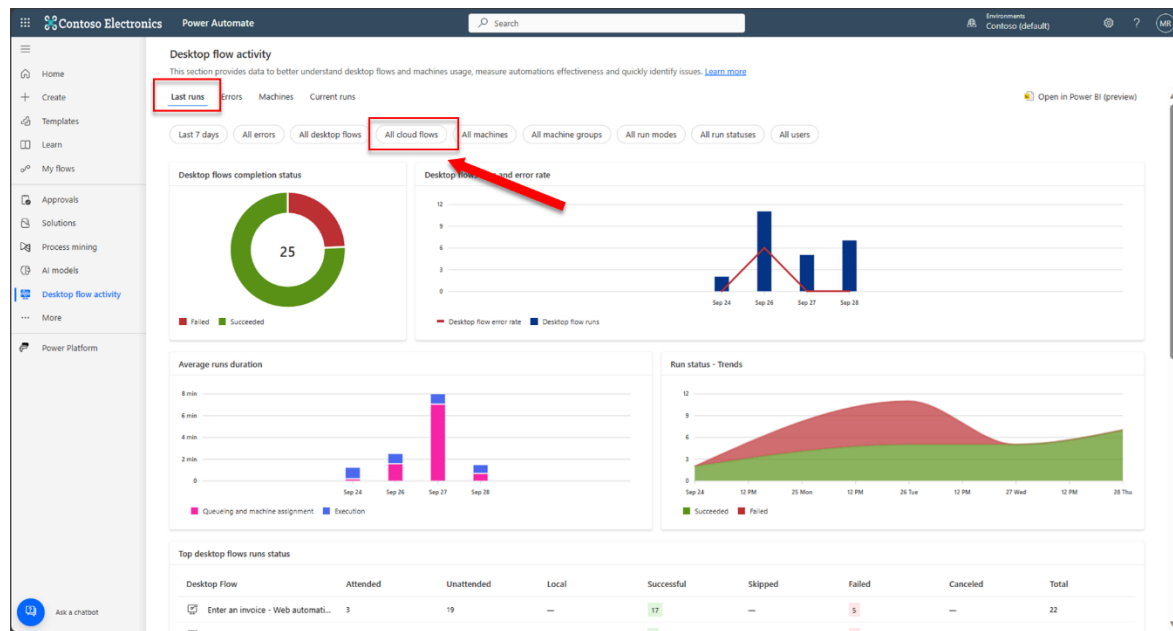 Contoso Electronics Power Automate Search Environments Contoso (default) ? MR
Home
Create
Templates
Learn
My flows
Approvals
Solutions
Process mining
AI models
Desktop flow activity
More
Power Platform
Ask a chatbot
Desktop flow activity
This section provides data to better understand desktop flows and machines usage, measure automations effectiveness and quickly identify issues. Learn more
Last runs Errors Machines Current runs Open in Power BI (preview)
Last 7 days All errors All desktop flows All cloud flows All machines All machine groups All run modes All run statuses All users
Desktop flows completion status
25
Failed Succeeded
Desktop flows and error rate
12
9
6
3
0
Sep 24 Sep 26 Sep 27 Sep 28
Desktop flow error rate Desktop flow runs
Average runs duration
8 min
6 min
4 min
2 min
0
Sep 24 Sep 26 Sep 27 Sep 28
Queueing and machine assignment Execution
Run status - Trends
12
9
6
3
0
Sep 24 12 PM 25 Mon 12 PM 26 Tue 12 PM 27 Wed 12 PM 28 Thu
Succeeded Failed
Top desktop flows runs status
Desktop Flow Attended Unattended Local Successful Skipped Failed Canceled Total
Enter an invoice - Web automati... 3 19 — 17 — 5 — 22